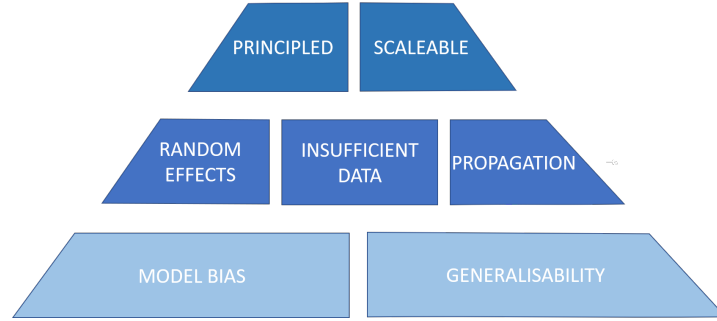 PRINCIPLED
SCALEABLE
RANDOM
EFFECTS
INSUFFICIENT
DATA
PROPAGATION
MODEL BIAS
GENERALISABILITY